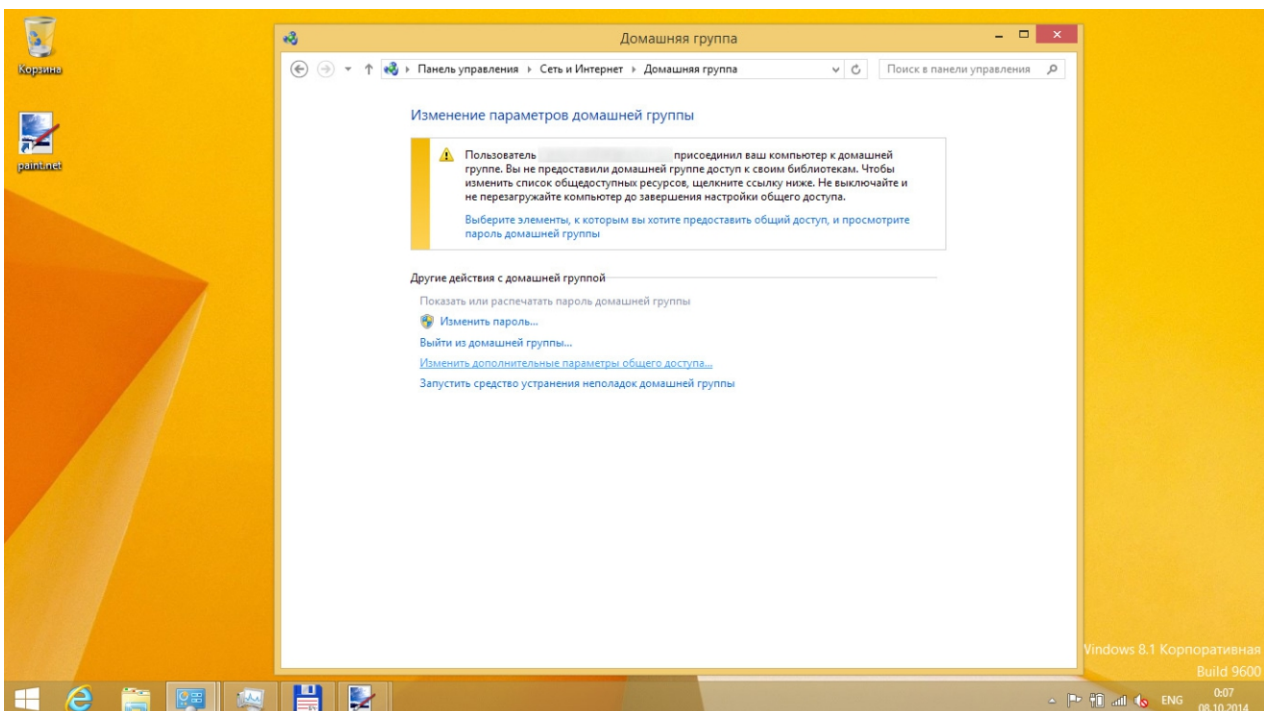 Корзина
paint.net
Домашняя группа
Панель управления
Сеть и Интернет
Домашняя группа
Поиск в панели управления
Изменение параметров домашней группы
Пользователь присоединил ваш компьютер к домашней
группе. Вы не предоставили домашней группе доступ к своим библиотекам. Чтобы
изменить список общедоступных ресурсов, щелкните ссылку ниже. Не выключайте и
не перезагружайте компьютер до завершения настройки общего доступа.
Выберите элементы, к которым вы хотите предоставить общий доступ, и просмотрите
пароль домашней группы
Другие действия с домашней группой
Показать или распечатать пароль домашней группы
Изменить пароль...
Выйти из домашней группы...
Изменить дополнительные параметры общего доступа...
Запустить средство устранения неполадок домашней группы
Windows 8.1 Корпоративная
Build 9600
ENG
0:07
08.10.2014